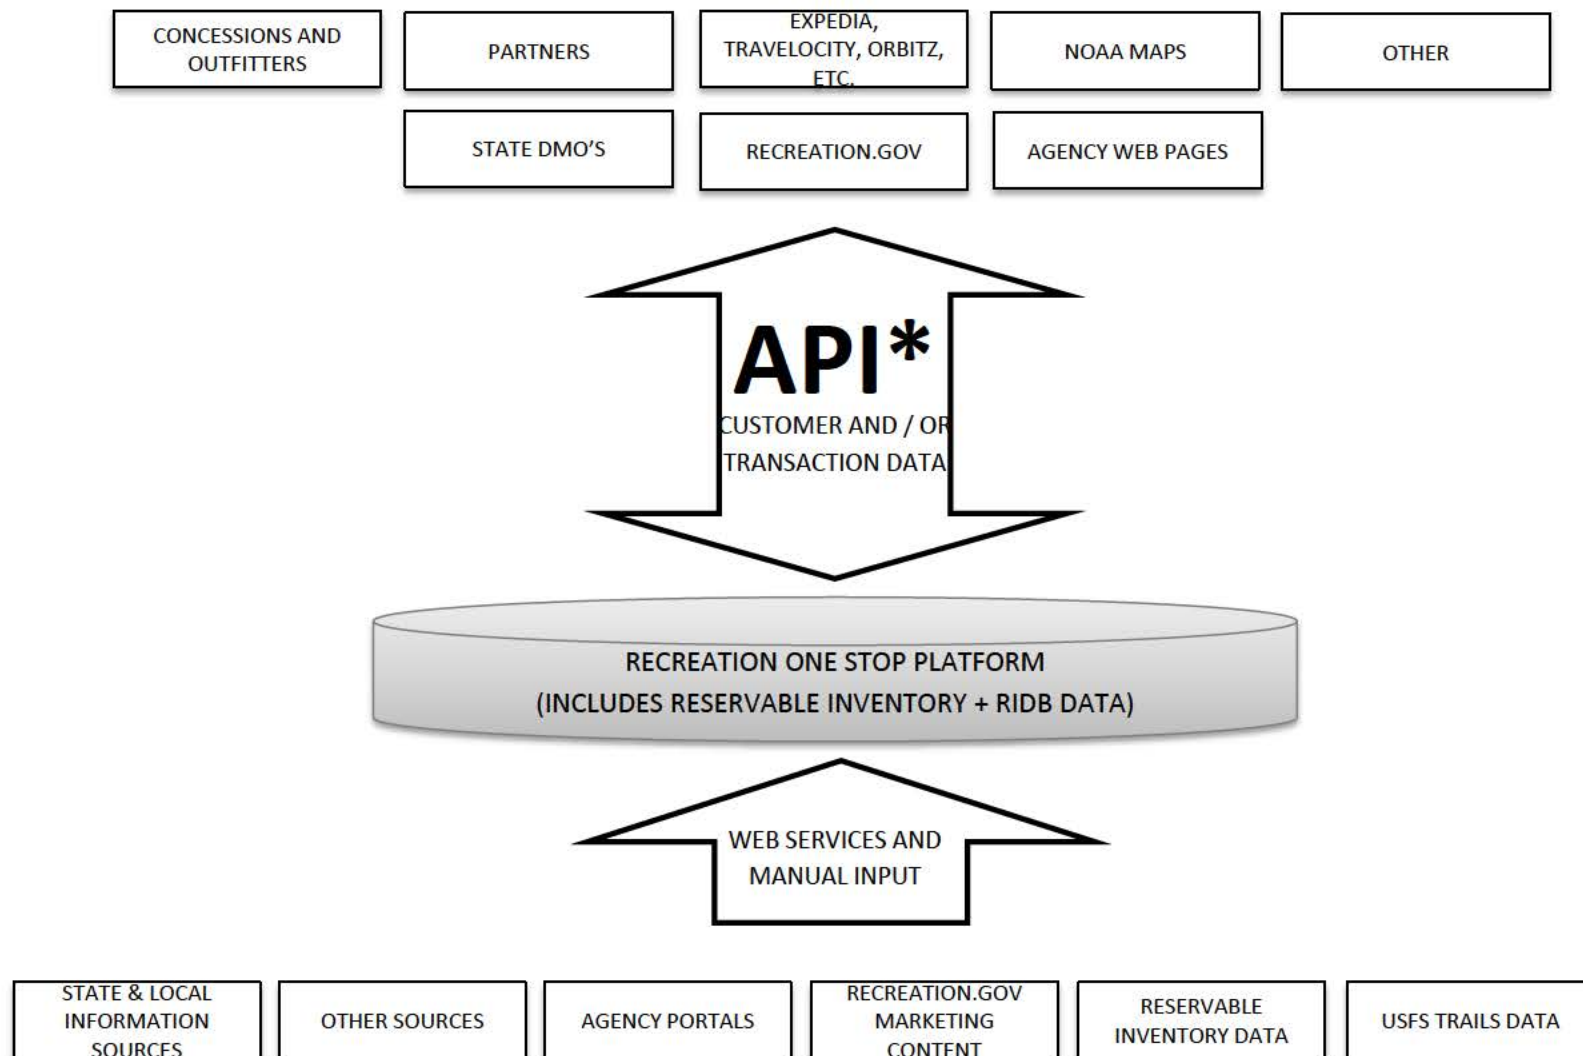 CONCESSIONS AND
OUTFITTERS
PARTNERS
EXPEDIA,
TRAVELOCITY, ORBITZ,
ETC.
NOAA MAPS
OTHER
STATE DMO’S
RECREATION.GOV
AGENCY WEB PAGES
API*
CUSTOMER AND / OR
TRANSACTION DATA
RECREATION ONE STOP PLATFORM
(INCLUDES RESERVABLE INVENTORY + RIDB DATA)
WEB SERVICES AND
MANUAL INPUT
STATE & LOCAL
INFORMATION
SOURCES
OTHER SOURCES
AGENCY PORTALS
RECREATION.GOV
MARKETING
CONTENT
RESERVABLE
INVENTORY DATA
USFS TRAILS DATA